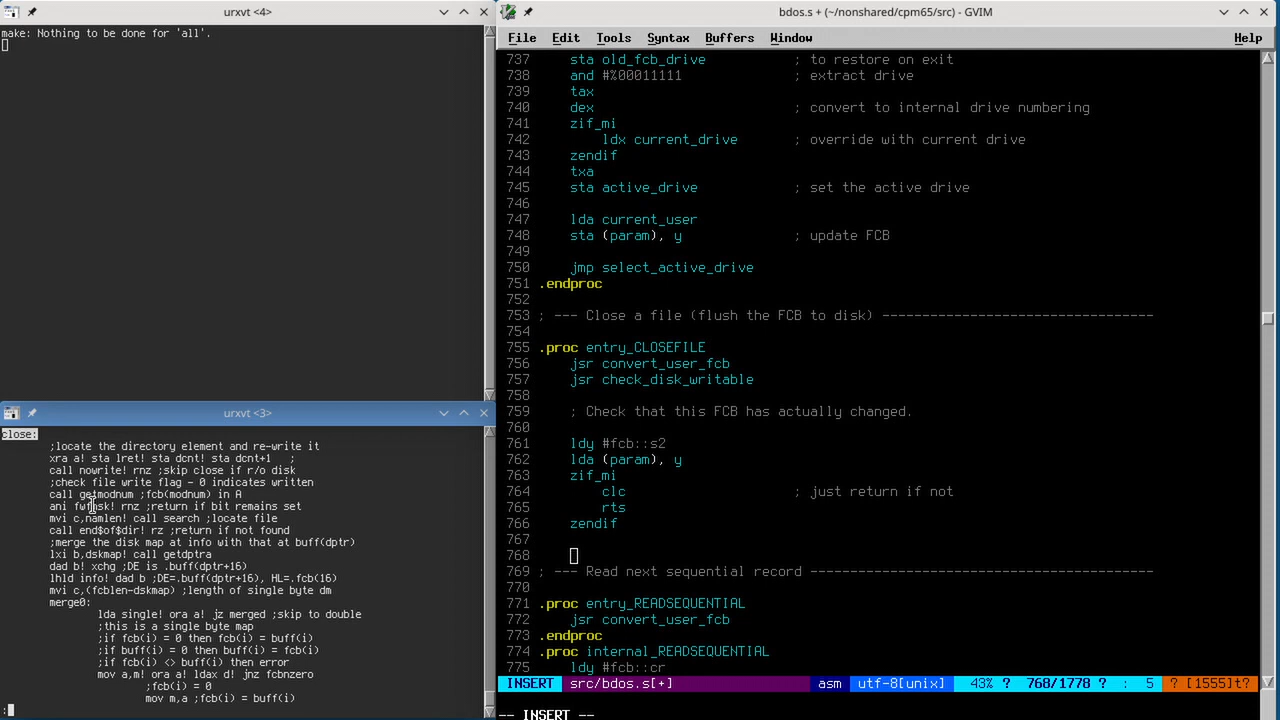 urxvt <4>
make: Nothing to be done for 'all'.
urxvt <3>
close:
;locate the directory element and re-write it
xra a! sta lret! sta dcnt! sta dcnt+1 ;
call nowrite! rnz ;skip close if r/o disk
;check file write flag - 0 indicates written
call getmodnum ;fcb(modnum) in A
ani fwfmsk! rnz ;return if bit remains set
mvi c,namlen! call search ;locate file
call end$of$dir! rz ;return if not found
;merge the disk map at info with that at buff(dptr)
lxi b,dskmap! call getdptra
dad b! xchg ;DE is .buff(dptr+16)
lhld info! dad b ;DE=.buff(dptr+16), HL=.fcb(16)
mvi c,(fcblen-dskmap) ;length of single byte dm
merge0:
lda single! ora a! jz merged ;skip to double
;this is a single byte map
;if fcb(i) = 0 then fcb(i) = buff(i)
;if buff(i) = 0 then buff(i) = fcb(i)
;if fcb(i) <> buff(i) then error
mov a,m! ora a! ldax d! jnz fcbnzero
;fcb(i) = 0
mov m,a ;fcb(i) = buff(i)
:
bdos.s + (~/nonshared/cpm65/src) - GVIM
File Edit Tools Syntax Buffers Window Help
737 sta old_fcb_drive ; to restore on exit
738 and #%00011111 ; extract drive
739 tax
740 dex ; convert to internal drive numbering
741 zif_mi
742 ldx current_drive ; override with current drive
743 zendif
744 txa
745 sta active_drive ; set the active drive
746
747 lda current_user
748 sta (param), y ; update FCB
749
750 jmp select_active_drive
751 .endproc
752
753 ; --- Close a file (flush the FCB to disk) ----------------------------------
754
755 .proc entry_CLOSEFILE
756 jsr convert_user_fcb
757 jsr check_disk_writable
758
759 ; Check that this FCB has actually changed.
760
761 ldy #fcb::s2
762 lda (param), y
763 zif_mi
764 clc ; just return if not
765 rts
766 zendif
767
768
769 ; --- Read next sequential record -------------------------------------------
770
771 .proc entry_READSEQUENTIAL
772 jsr convert_user_fcb
773 .endproc
774 .proc internal_READSEQUENTIAL
775 ldy #fcb::cr
INSERT src/bdos.s[+] asm utf-8[unix] 43% ? 768/1778 ? : 5 ? [1555]t?
-- INSERT --